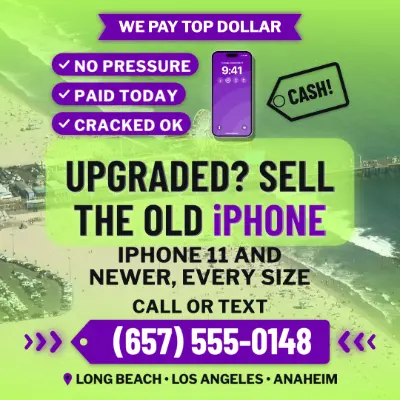 WE PAY TOP DOLLAR
NO PRESSURE
PAID TODAY
CRACKED OK
9:41
CASH!
UPGRADED? SELL
THE OLD iPHONE
IPHONE 11 AND
NEWER, EVERY SIZE
CALL OR TEXT
(657) 555-0148
LONG BEACH • LOS ANGELES • ANAHEIM